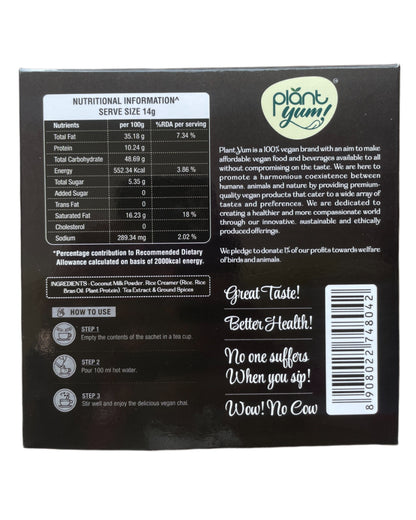 NUTRITIONAL INFORMATION^
SERVE SIZE 14g
Nutrients per 100g %RDA per serving
Total Fat 35.18 g 7.34 %
Protein 10.24 g
Total Carbohydrate 48.69 g
Energy 552.34 Kcal 3.86 %
Total Sugar 5.35 g
Added Sugar 0
Trans Fat 0
Saturated Fat 16.23 g 18 %
Cholesterol 0
Sodium 289.34 mg 2.02 %
*Percentage contribution to Recommended Dietary
Allowance calculated on basis of 2000kcal energy.
INGREDIENTS - Coconut Milk Powder, Rice Creamer (Rice, Rice
Bran Oil, Plant Protein), Tea Extract & Ground Spices
HOW TO USE
STEP 1
Empty the contents of the sachet in a tea cup.
STEP 2
Pour 100 ml hot water.
STEP 3
Stir well and enjoy the delicious vegan chai.
plant
yum!
Plant Yum is a 100% vegan brand with an aim to make
affordable vegan food and beverages available to all
without compromising on the taste. We are here to
promote a harmonious coexistence between
humans, animals and nature by providing premium-
quality vegan products that cater to a wide array of
tastes and preferences. We are dedicated to
creating a healthier and more compassionate world
through our innovative, sustainable and ethically
produced offerings.
We pledge to donate 1% of our profits towards welfare
of birds and animals.
Great Taste!
Better Health!
No one suffers
When you sip!
Wow! No Cow
8908022748042